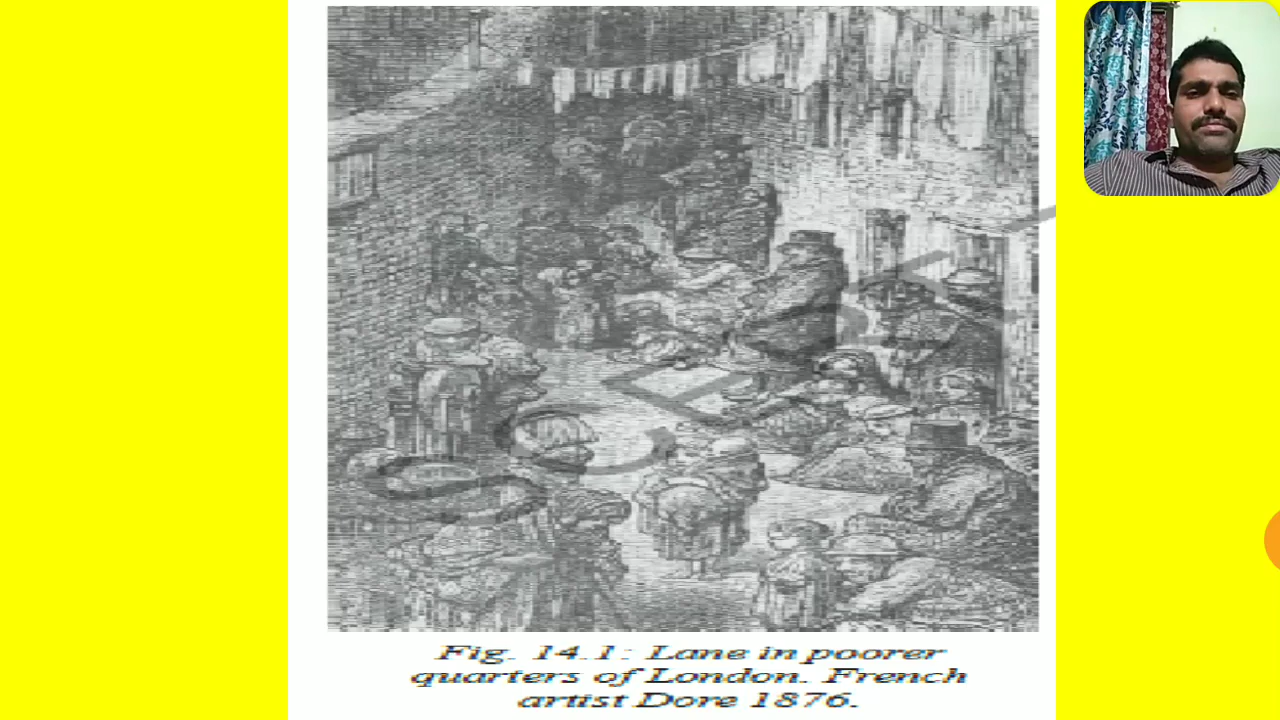 Fig. 14.1: Lane in poorer
quarters of London. French
artist Dore 1876.